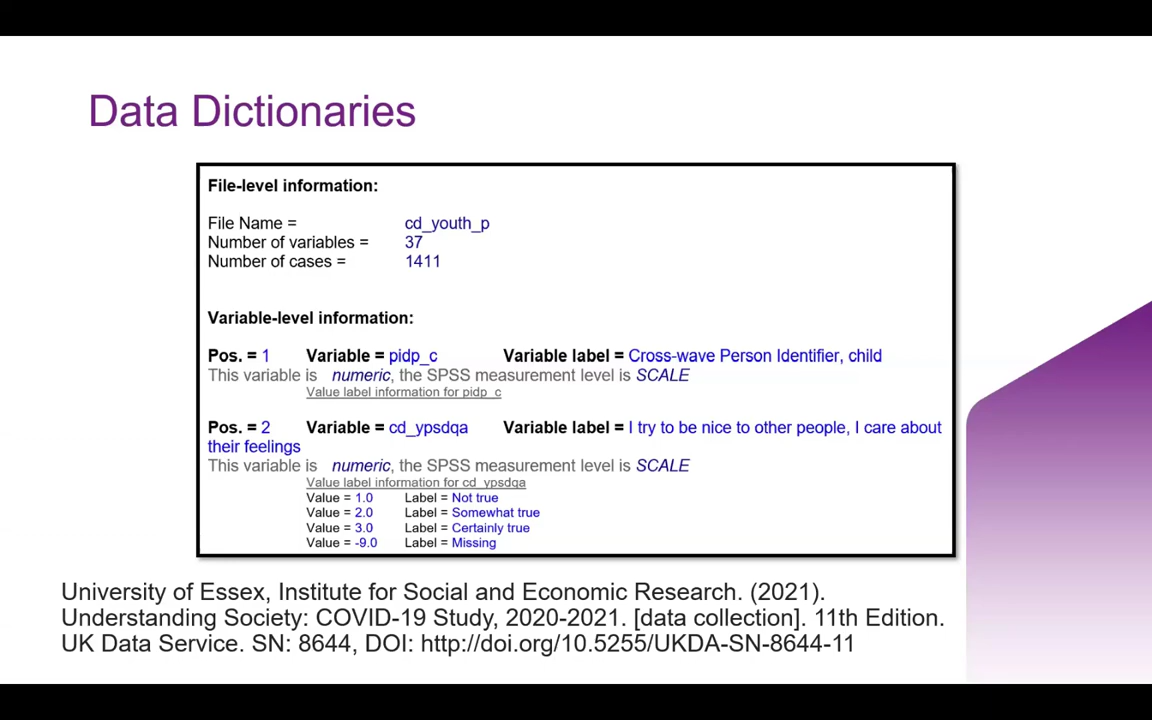 Data Dictionaries
File-level information:
File Name = cd_youth_p
Number of variables = 37
Number of cases = 1411
Variable-level information:
Pos. = 1 Variable = pidp_c Variable label = Cross-wave Person Identifier, child
This variable is numeric, the SPSS measurement level is SCALE
Value label information for pidp_c
Pos. = 2 Variable = cd_ypsdqa Variable label = I try to be nice to other people, I care about
their feelings
This variable is numeric, the SPSS measurement level is SCALE
Value label information for cd_ypsdqa
Value = 1.0 Label = Not true
Value = 2.0 Label = Somewhat true
Value = 3.0 Label = Certainly true
Value = -9.0 Label = Missing
University of Essex, Institute for Social and Economic Research. (2021).
Understanding Society: COVID-19 Study, 2020-2021. [data collection]. 11th Edition.
UK Data Service. SN: 8644, DOI: http://doi.org/10.5255/UKDA-SN-8644-11